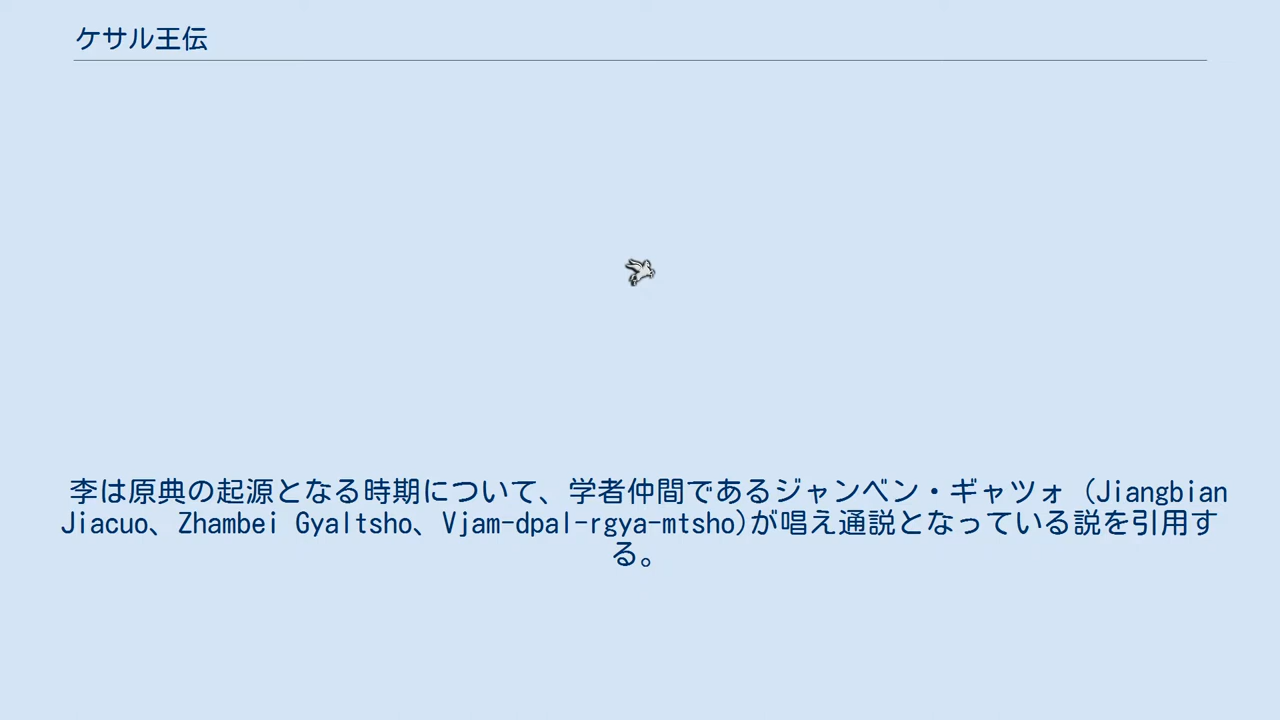 ケサル王伝
李は原典の起源となる時期について、学者仲間であるジャンベン・ギャツォ (Jiangbian
Jiacuo、Zhambei Gyaltsho、Vjam-dpal-rgya-mtsho)が唱え通説となっている説を引用す
る。